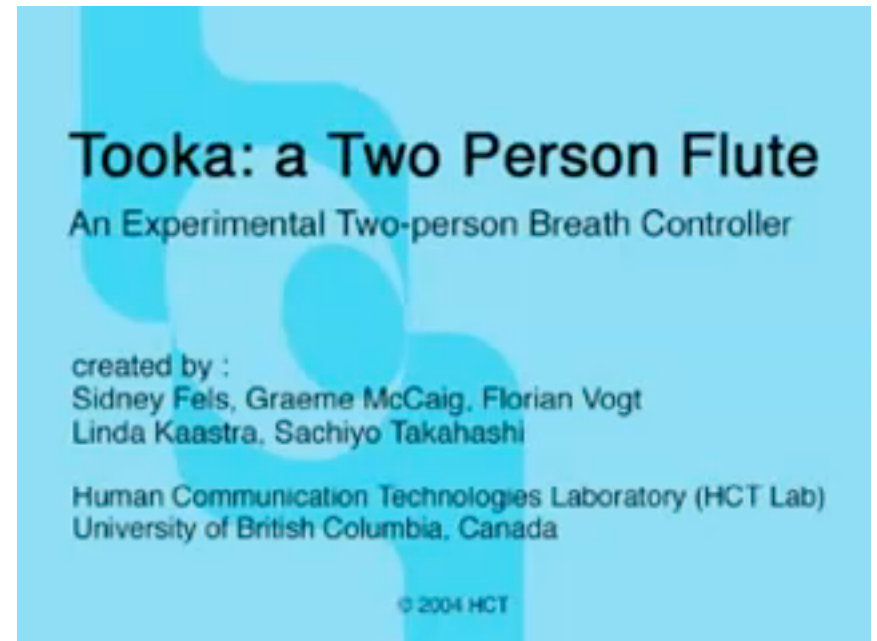 Tooka: a Two Person Flute
An Experimental Two-person Breath Controller
created by :
Sidney Fels, Graeme McCaig, Florian Vogt
Linda Kaastra, Sachiyo Takahashi
Human Communication Technologies Laboratory (HCT Lab)
University of British Columbia, Canada
© 2004 HCT